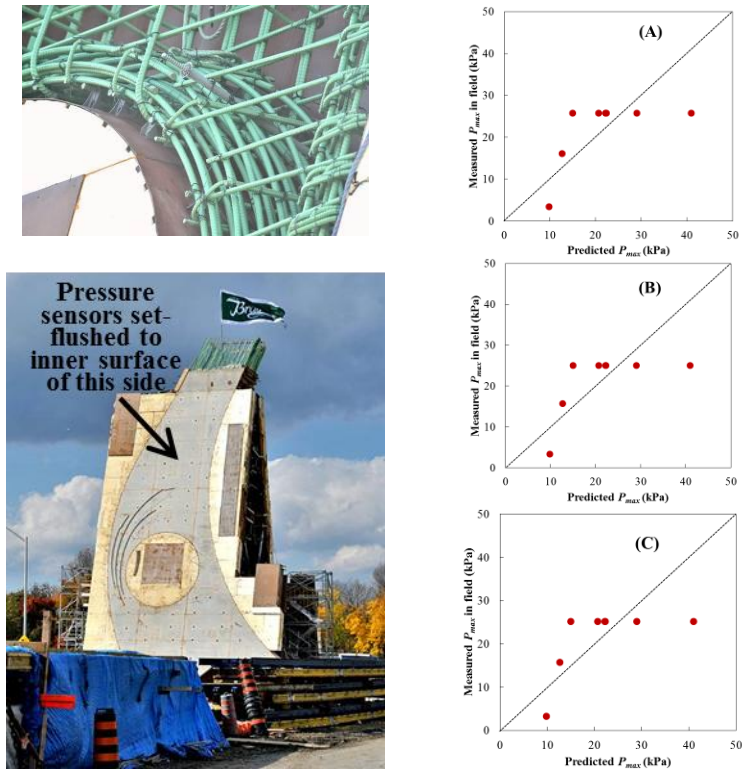 Pressure
sensors set-
flushed to
inner surface
of this side
(A)
Measured Pmax in field (kPa)
50
40
30
20
10
0
0 10 20 30 40 50
Predicted Pmax (kPa)
(B)
Measured Pmax in field (kPa)
50
40
30
20
10
0
0 10 20 30 40 50
Predicted Pmax (kPa)
(C)
Measured Pmax in field (kPa)
50
40
30
20
10
0
0 10 20 30 40 50
Predicted Pmax (kPa)